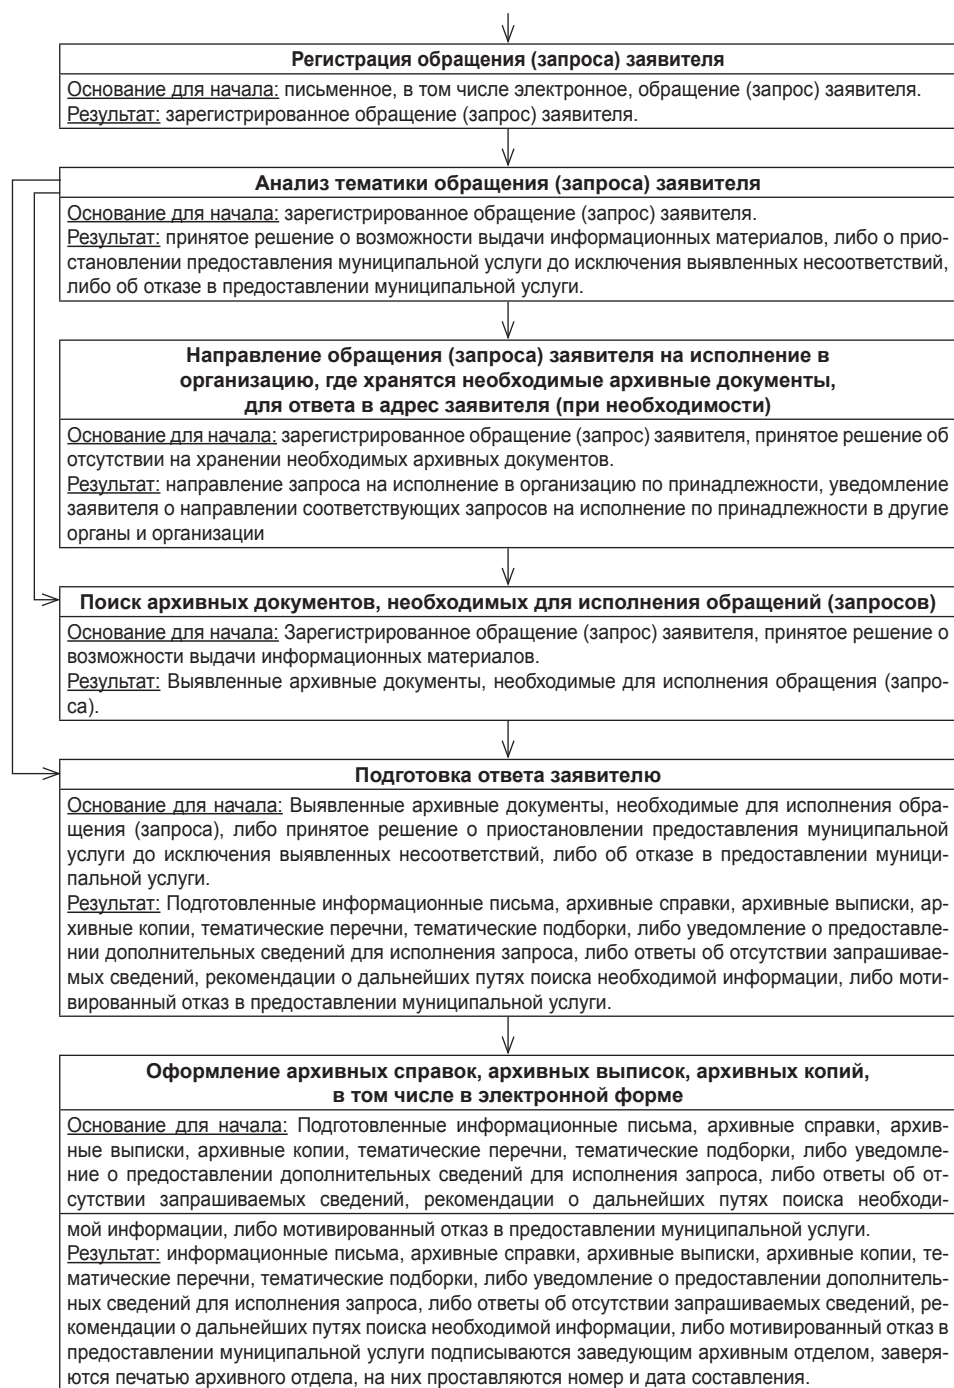 Регистрация обращения (запроса) заявителя
Основание для начала: письменное, в том числе электронное, обращение (запрос) заявителя.
Результат: зарегистрированное обращение (запрос) заявителя.
Анализ тематики обращения (запроса) заявителя
Основание для начала: зарегистрированное обращение (запрос) заявителя.
Результат: принятое решение о возможности выдачи информационных материалов, либо о прио-
становлении предоставления муниципальной услуги до исключения выявленных несоответствий,
либо об отказе в предоставлении муниципальной услуги.
Направление обращения (запроса) заявителя на исполнение в
организацию, где хранятся необходимые архивные документы,
для ответа в адрес заявителя (при необходимости)
Основание для начала: зарегистрированное обращение (запрос) заявителя, принятое решение об
отсутствии на хранении необходимых архивных документов.
Результат: направление запроса на исполнение в организацию по принадлежности, уведомление
заявителя о направлении соответствующих запросов на исполнение по принадлежности в другие
органы и организации
Поиск архивных документов, необходимых для исполнения обращений (запросов)
Основание для начала: Зарегистрированное обращение (запрос) заявителя, принятое решение о
возможности выдачи информационных материалов.
Результат: Выявленные архивные документы, необходимые для исполнения обращения (запро-
са).
Подготовка ответа заявителю
Основание для начала: Выявленные архивные документы, необходимые для исполнения обра-
щения (запроса), либо принятое решение о приостановлении предоставления муниципальной
услуги до исключения выявленных несоответствий, либо об отказе в предоставлении муници-
пальной услуги.
Результат: Подготовленные информационные письма, архивные справки, архивные выписки, ар-
хивные копии, тематические перечни, тематические подборки, либо уведомление о предоставле-
нии дополнительных сведений для исполнения запроса, либо ответы об отсутствии запрашивае-
мых сведений, рекомендации о дальнейших путях поиска необходимой информации, либо моти-
вированный отказ в предоставлении муниципальной услуги.
Оформление архивных справок, архивных выписок, архивных копий,
в том числе в электронной форме
Основание для начала: Подготовленные информационные письма, архивные справки, архив-
ные выписки, архивные копии, тематические перечни, тематические подборки, либо уведомле-
ние о предоставлении дополнительных сведений для исполнения запроса, либо ответы об от-
сутствии запрашиваемых сведений, рекомендации о дальнейших путях поиска необходи-
мой информации, либо мотивированный отказ в предоставлении муниципальной услуги.
Результат: информационные письма, архивные справки, архивные выписки, архивные копии, те-
матические перечни, тематические подборки, либо уведомление о предоставлении дополнитель-
ных сведений для исполнения запроса, либо ответы об отсутствии запрашиваемых сведений, ре-
комендации о дальнейших путях поиска необходимой информации, либо мотивированный отказ в
предоставлении муниципальной услуги подписываются заведующим архивным отделом, заверя-
ются печатью архивного отдела, на них проставляются номер и дата составления.